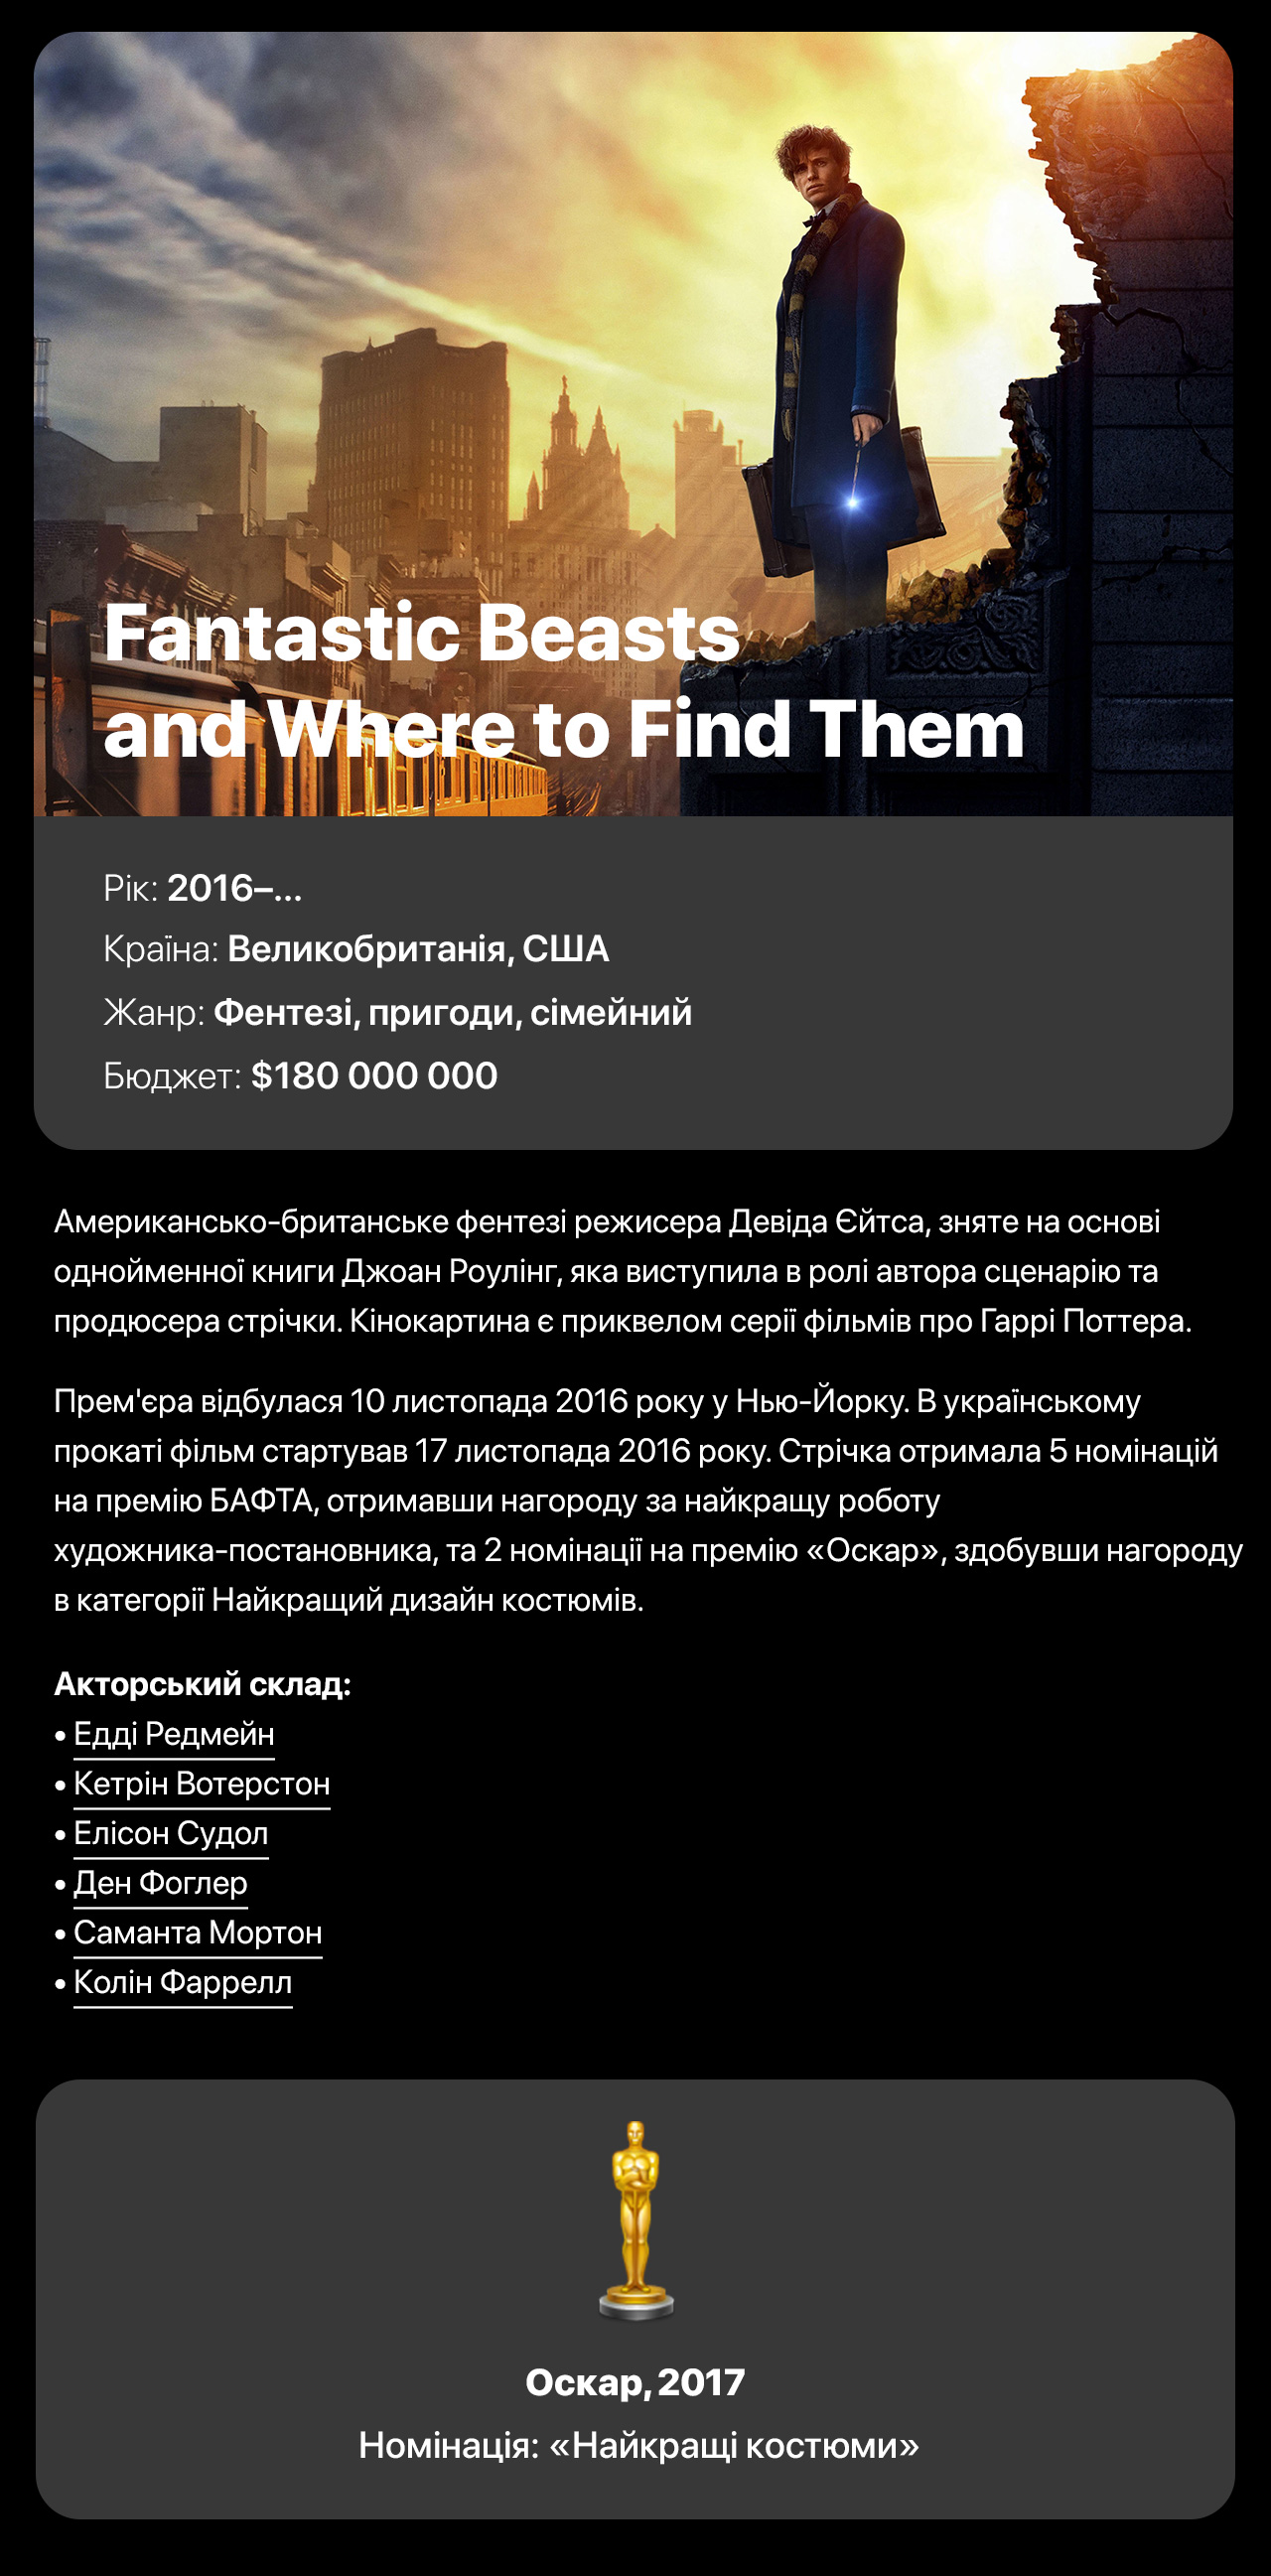 Fantastic Beasts
and Where to Find Them
Рік: 2016–...
Країна: Великобританія, США
Жанр: Фентезі, пригоди, сімейний
Бюджет: $180 000 000
Американсько-британське фентезі режисера Девіда Єйтса, зняте на основі
однойменної книги Джоан Роулінг, яка виступила в ролі автора сценарію та
продюсера стрічки. Кінокартина є приквелом серії фільмів про Гаррі Поттера.
Прем'єра відбулася 10 листопада 2016 року у Нью-Йорку. В українському
прокаті фільм стартував 17 листопада 2016 року. Стрічка отримала 5 номінацій
на премію БАФТА, отримавши нагороду за найкращу роботу
художника-постановника, та 2 номінації на премію «Оскар», здобувши нагороду
в категорії Найкращий дизайн костюмів.
Акторський склад:
• Едді Редмейн
• Кетрін Вотерстон
• Елісон Судол
• Ден Фоглер
• Саманта Мортон
• Колін Фаррелл
Оскар, 2017
Номінація: «Найкращі костюми»